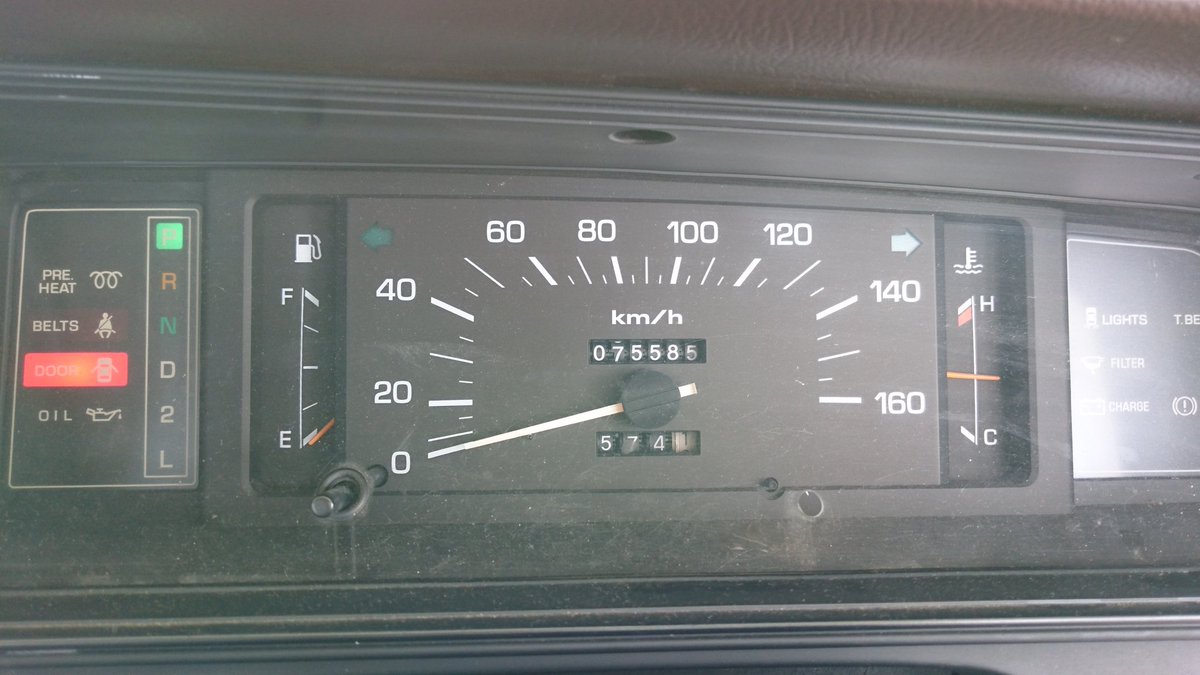 PRE.
HEAT
BELTS
DOOR
OIL
P
R
N
D
2
L
F
E
0
20
40
60
80
100
120
140
160
km/h
075585
574
H
C
LIGHTS
T.BE
FILTER
CHARGE